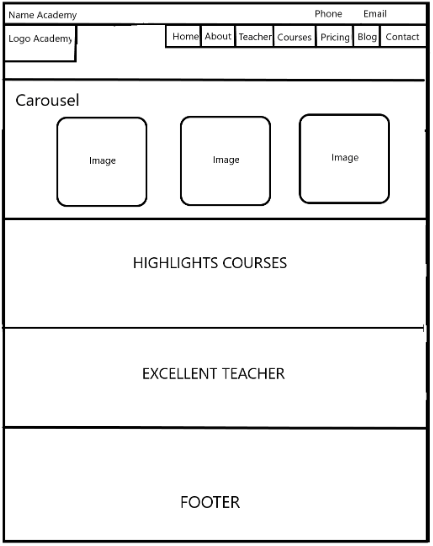 Name Academy Phone Email
Logo Academy Home About Teacher Courses Pricing Blog Contact
Carousel
Image Image Image
HIGHLIGHTS COURSES
EXCELLENT TEACHER
FOOTER